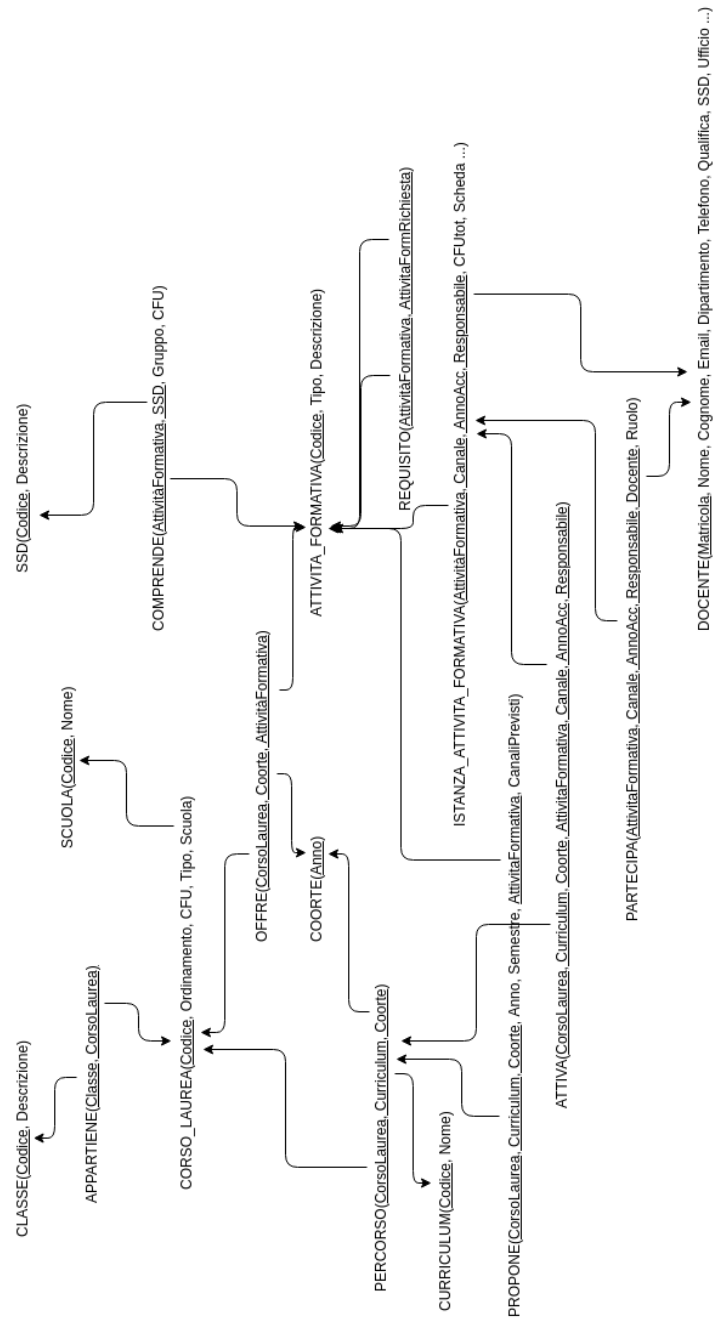 CLASSE(Codice, Descrizione)
SCUOLA(Codice, Nome)
SSD(Codice, Descrizione)
APPARTIENE(Classe, CorsoLaurea)
COMPRENDE(AttivitàFormativa, SSD, Gruppo, CFU)
CORSO_LAUREA(Codice, Ordinamento, CFU, Tipo, Scuola)
OFFRE(CorsoLaurea, Coorte, AttivitàFormativa)
COORTE(Anno)
ATTIVITA_FORMATIVA(Codice, Tipo, Descrizione)
PERCORSO(CorsoLaurea, Curriculum, Coorte)
REQUISITO(AttivitàFormativa, AttivitaFormRichiesta)
CURRICULUM(Codice, Nome)
ISTANZA_ATTIVITA_FORMATIVA(AttivitàFormativa, Canale, AnnoAcc, Responsabile, CFUtot, Scheda ...)
PROPONE(CorsoLaurea, Curriculum, Coorte, Anno, Semestre, AttivitaFormativa, CanaliPrevisti)
ATTIVA(CorsoLaurea, Curriculum, Coorte, AttivitaFormativa, Canale, AnnoAcc, Responsabile)
PARTECIPA(AttivitaFormativa, Canale, AnnoAcc, Responsabile, Docente, Ruolo)
DOCENTE(Matricola, Nome, Cognome, Email, Dipartimento, Telefono, Qualifica, SSD, Ufficio ...)